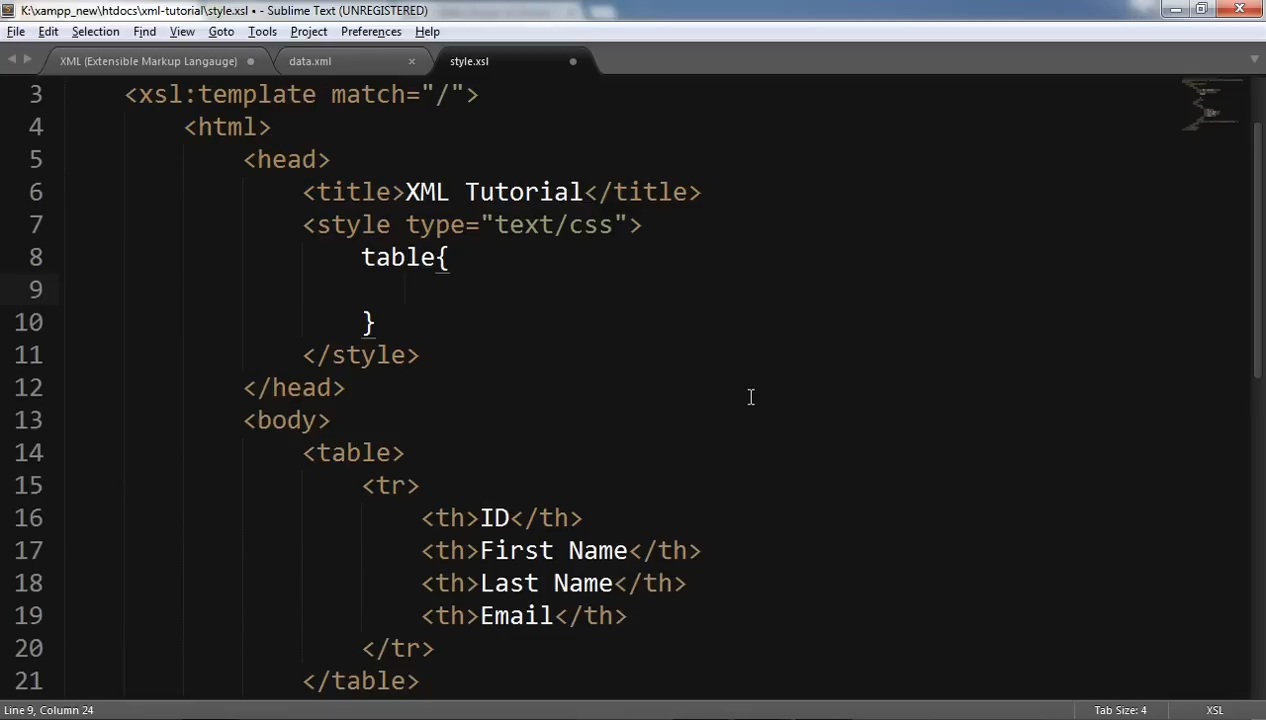 K:\xampp_new\htdocs\xml-tutorial\style.xsl • - Sublime Text (UNREGISTERED)
File Edit Selection Find View Goto Tools Project Preferences Help
XML (Extensible Markup Langauge) data.xml style.xsl
3 <xsl:template match="/">
4 <html>
5 <head>
6 <title>XML Tutorial</title>
7 <style type="text/css">
8 table{
9
10 }
11 </style>
12 </head>
13 <body>
14 <table>
15 <tr>
16 <th>ID</th>
17 <th>First Name</th>
18 <th>Last Name</th>
19 <th>Email</th>
20 </tr>
21 </table>
Line 9, Column 24 Tab Size: 4 XSL